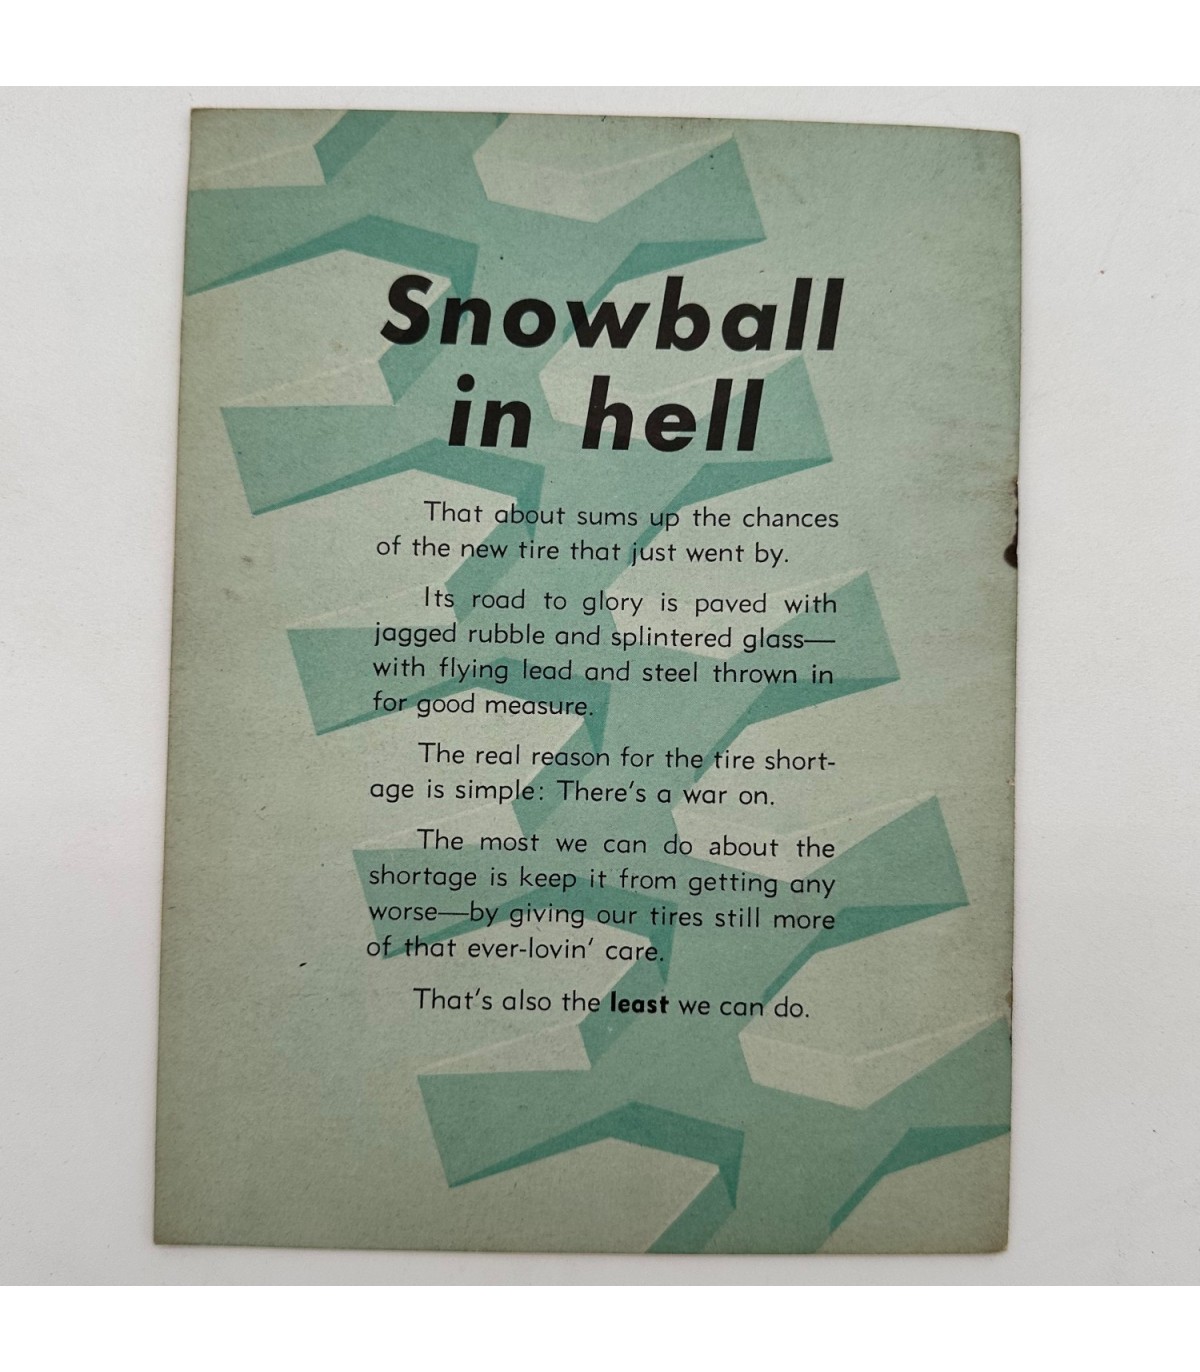 Snowball
in hell
That about sums up the chances
of the new tire that just went by.
Its road to glory is paved with
jagged rubble and splintered glass—
with flying lead and steel thrown in
for good measure.
The real reason for the tire short-
age is simple: There's a war on.
The most we can do about the
shortage is keep it from getting any
worse—by giving our tires still more
of that ever-lovin' care.
That's also the least we can do.